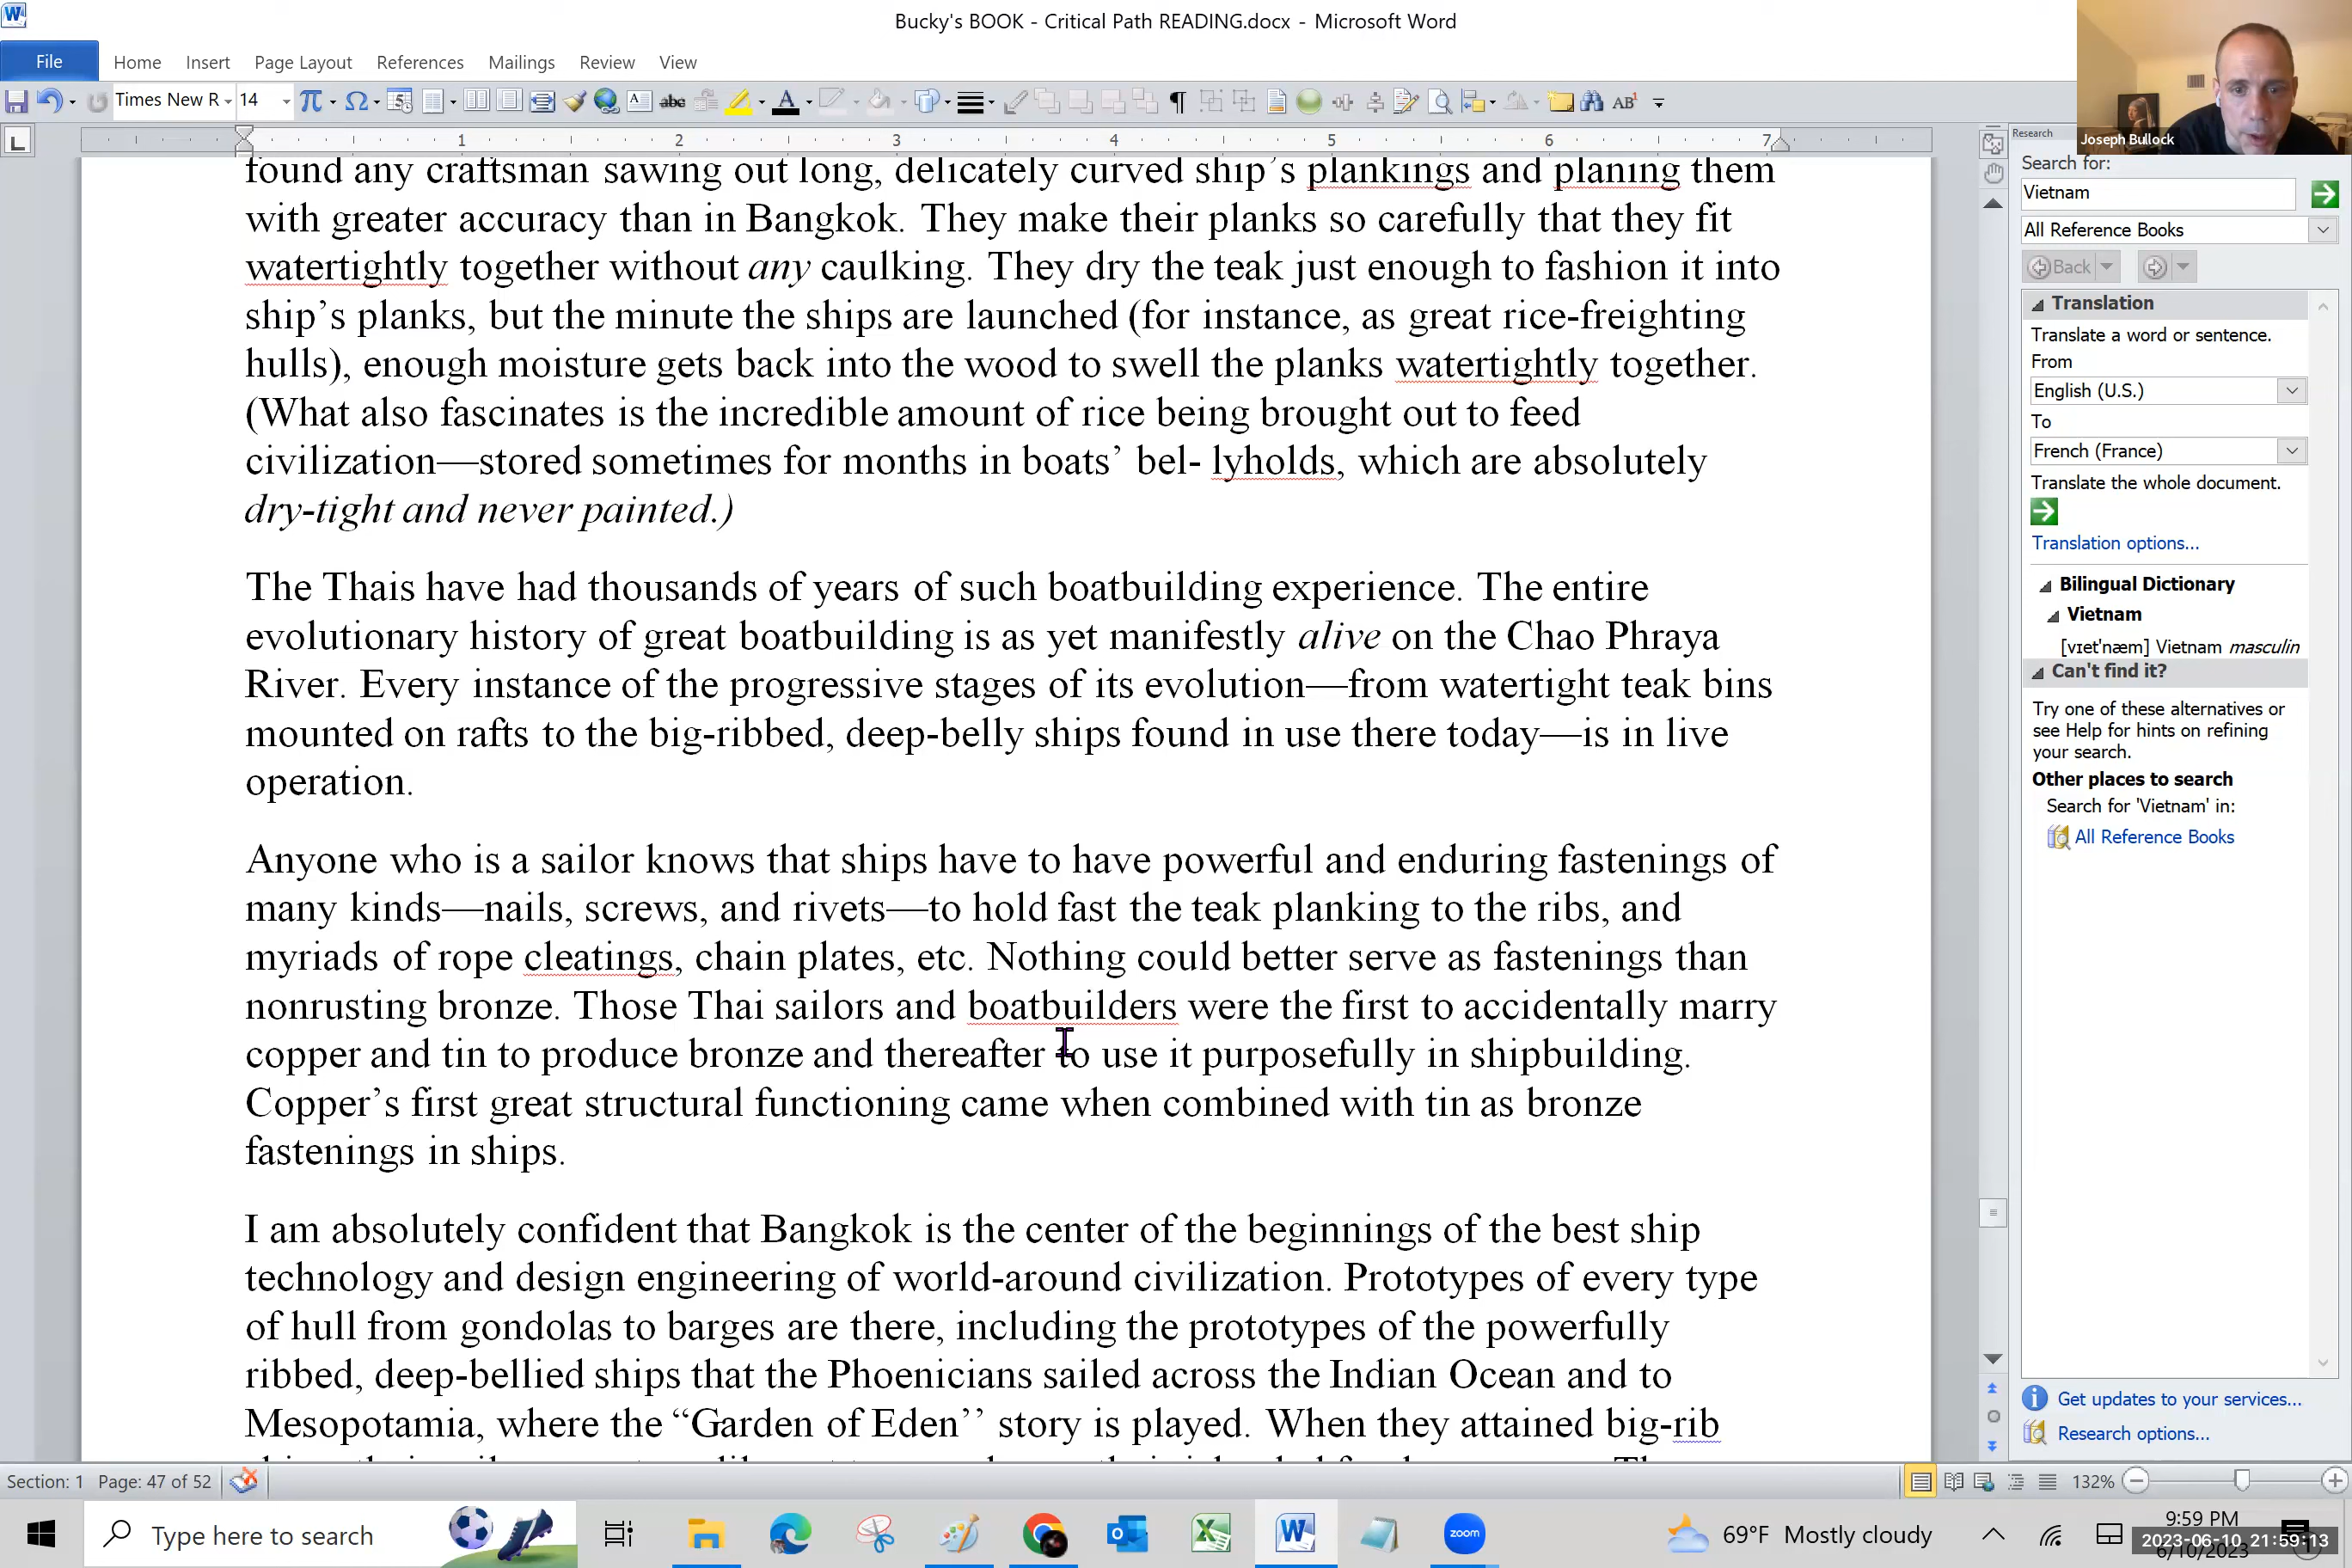 Bucky's BOOK - Critical Path READING.docx - Microsoft Word
File Home Insert Page Layout References Mailings Review View
Times New R 14
Joseph Bullock
1 2 3 4 5 6 7
found any craftsman sawing out long, delicately curved ship’s plankings and planing them
with greater accuracy than in Bangkok. They make their planks so carefully that they fit
watertightly together without any caulking. They dry the teak just enough to fashion it into
ship’s planks, but the minute the ships are launched (for instance, as great rice-freighting
hulls), enough moisture gets back into the wood to swell the planks watertightly together.
(What also fascinates is the incredible amount of rice being brought out to feed
civilization—stored sometimes for months in boats’ bel- lyholds, which are absolutely
dry-tight and never painted.)
The Thais have had thousands of years of such boatbuilding experience. The entire
evolutionary history of great boatbuilding is as yet manifestly alive on the Chao Phraya
River. Every instance of the progressive stages of its evolution—from watertight teak bins
mounted on rafts to the big-ribbed, deep-belly ships found in use there today—is in live
operation.
Anyone who is a sailor knows that ships have to have powerful and enduring fastenings of
many kinds—nails, screws, and rivets—to hold fast the teak planking to the ribs, and
myriads of rope cleatings, chain plates, etc. Nothing could better serve as fastenings than
nonrusting bronze. Those Thai sailors and boatbuilders were the first to accidentally marry
copper and tin to produce bronze and thereafter to use it purposefully in shipbuilding.
Copper’s first great structural functioning came when combined with tin as bronze
fastenings in ships.
I am absolutely confident that Bangkok is the center of the beginnings of the best ship
technology and design engineering of world-around civilization. Prototypes of every type
of hull from gondolas to barges are there, including the prototypes of the powerfully
ribbed, deep-bellied ships that the Phoenicians sailed across the Indian Ocean and to
Mesopotamia, where the “Garden of Eden’’ story is played. When they attained big-rib
Research
Search for:
Vietnam
All Reference Books
Back
Translation
Translate a word or sentence.
From
English (U.S.)
To
French (France)
Translate the whole document.
Translation options...
Bilingual Dictionary
Vietnam
[vɪet'næm] Vietnam masculin
Can't find it?
Try one of these alternatives or
see Help for hints on refining
your search.
Other places to search
Search for 'Vietnam' in:
All Reference Books
Get updates to your services...
Research options...
Section: 1 Page: 47 of 52
132%
Type here to search
zoom
69°F Mostly cloudy
9:59 PM
2023-06-10 21:59:13